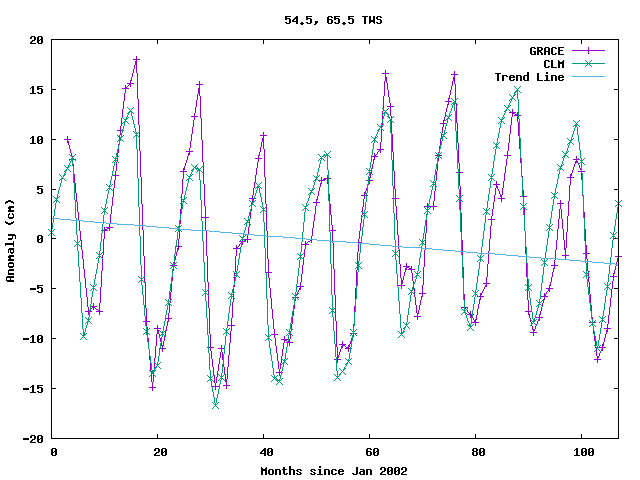 54.5, 65.5 TWS
GRACE
CLM
Trend Line
20
15
10
5
0
-5
-10
-15
-20
Anomaly (cm)
0 20 40 60 80 100
Months since Jan 2002